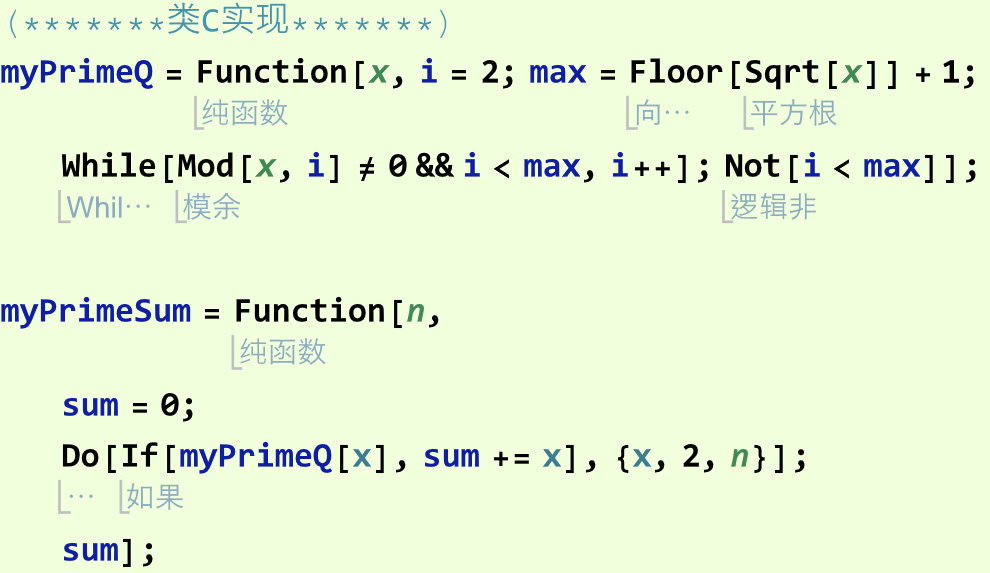 (*******类C实现*******)
myPrimeQ = Function[x, i = 2; max = Floor[Sqrt[x]] + 1;
纯函数 向… 平方根
While[Mod[x, i] ≠ 0 && i < max, i++]; Not[i < max]];
Whil… 模余 逻辑非
myPrimeSum = Function[n,
纯函数
sum = 0;
Do[If[myPrimeQ[x], sum += x], {x, 2, n}];
… 如果
sum];